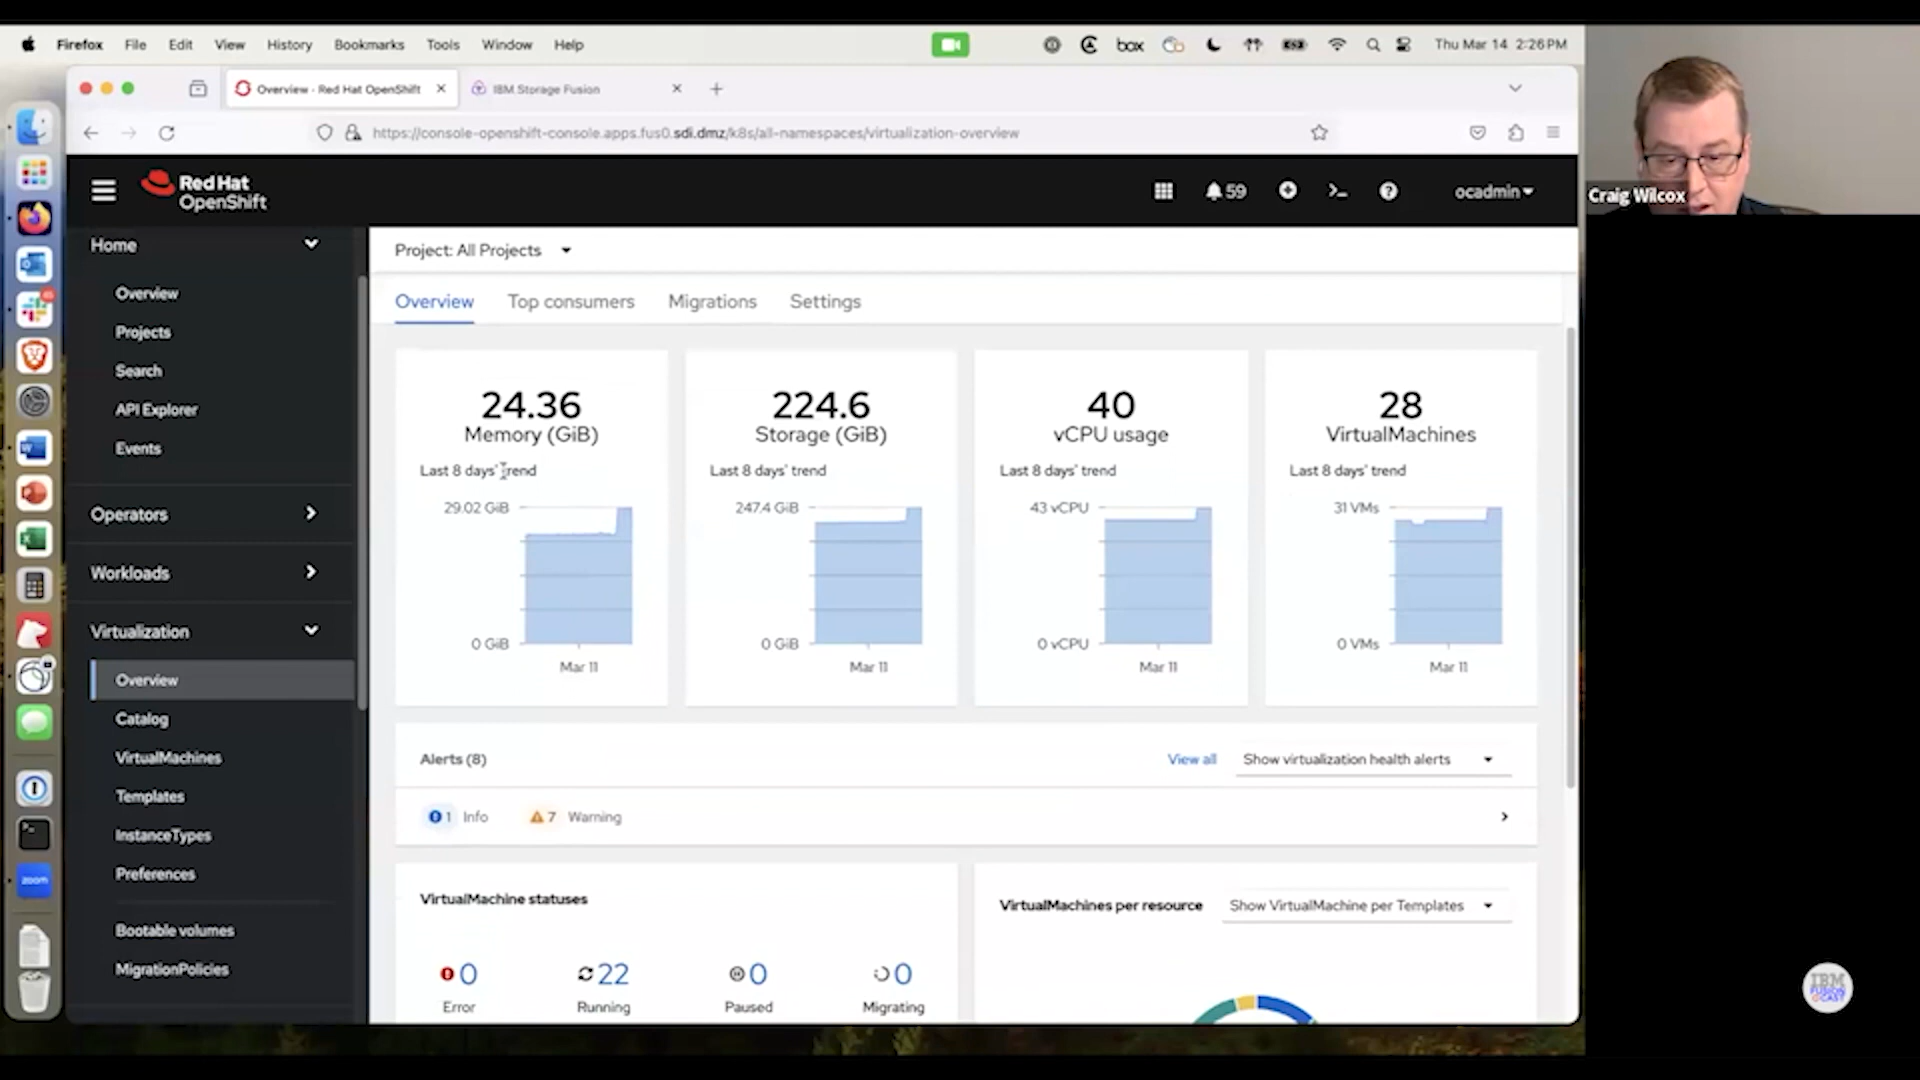 Firefox File Edit View History Bookmarks Tools Window Help
box
Thu Mar 14 2:26 PM
Overview - Red Hat OpenShift
IBM Storage Fusion
https://console-openshift-console.apps.fus0.sdi.dmz/k8s/all-namespaces/virtualization-overview
Red Hat
OpenShift
59
ocadmin
Craig Wilcox
Home
Overview
Projects
Search
API Explorer
Events
Operators
Workloads
Virtualization
Overview
Catalog
VirtualMachines
Templates
InstanceTypes
Preferences
Bootable volumes
MigrationPolicies
Project: All Projects
Overview Top consumers Migrations Settings
24.36
Memory (GiB)
Last 8 days' trend
29.02 GiB
0 GiB
Mar 11
224.6
Storage (GiB)
Last 8 days' trend
247.4 GiB
0 GiB
Mar 11
40
vCPU usage
Last 8 days' trend
43 vCPU
0 vCPU
Mar 11
28
VirtualMachines
Last 8 days' trend
31 VMs
0 VMs
Mar 11
Alerts (8)
View all
Show virtualization health alerts
1 Info
7 Warning
VirtualMachine statuses
0
Error
22
Running
0
Paused
0
Migrating
VirtualMachines per resource
Show VirtualMachine per Templates
zoom
IBM
FUSION
CAST